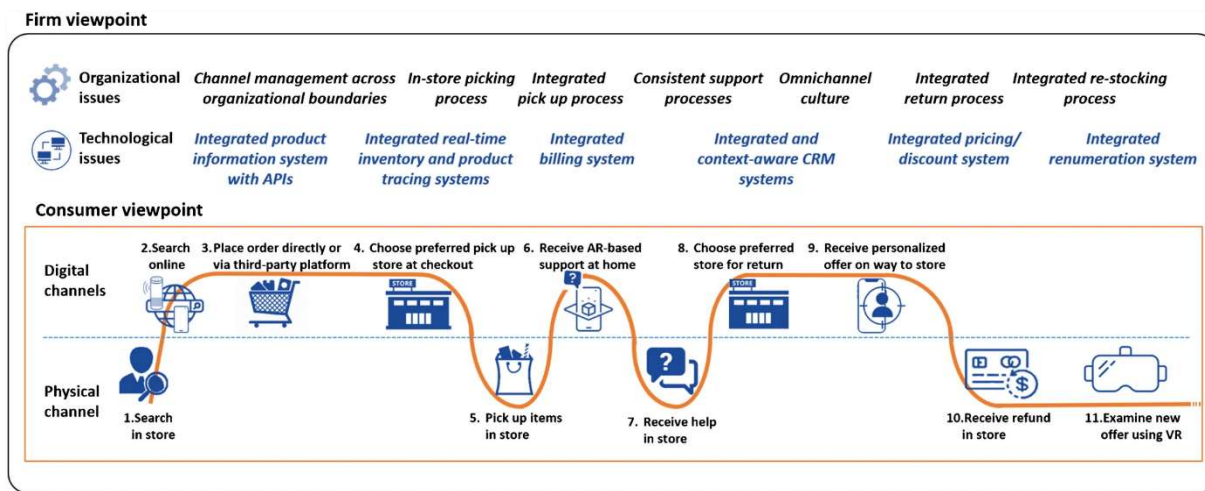 Firm viewpoint
Organizational
issues
Channel management across
organizational boundaries
In-store picking
process
Integrated
pick up process
Consistent support
processes
Omnichannel
culture
Integrated
return process
Integrated re-stocking
process
Technological
issues
Integrated product
information system
with APIs
Integrated real-time
inventory and product
tracing systems
Integrated
billing system
Integrated and
context-aware CRM
systems
Integrated pricing/
discount system
Integrated
renumeration system
Consumer viewpoint
Digital
channels
2.Search
online
3.Place order directly or
via third-party platform
4. Choose preferred pick up
store at checkout
6. Receive AR-based
support at home
8. Choose preferred
store for return
9. Receive personalized
offer on way to store
STORE
?
STORE
Physical
channel
1.Search
in store
5. Pick up items
in store
?
7. Receive help
in store
$
10.Receive refund
in store
11.Examine new
offer using VR